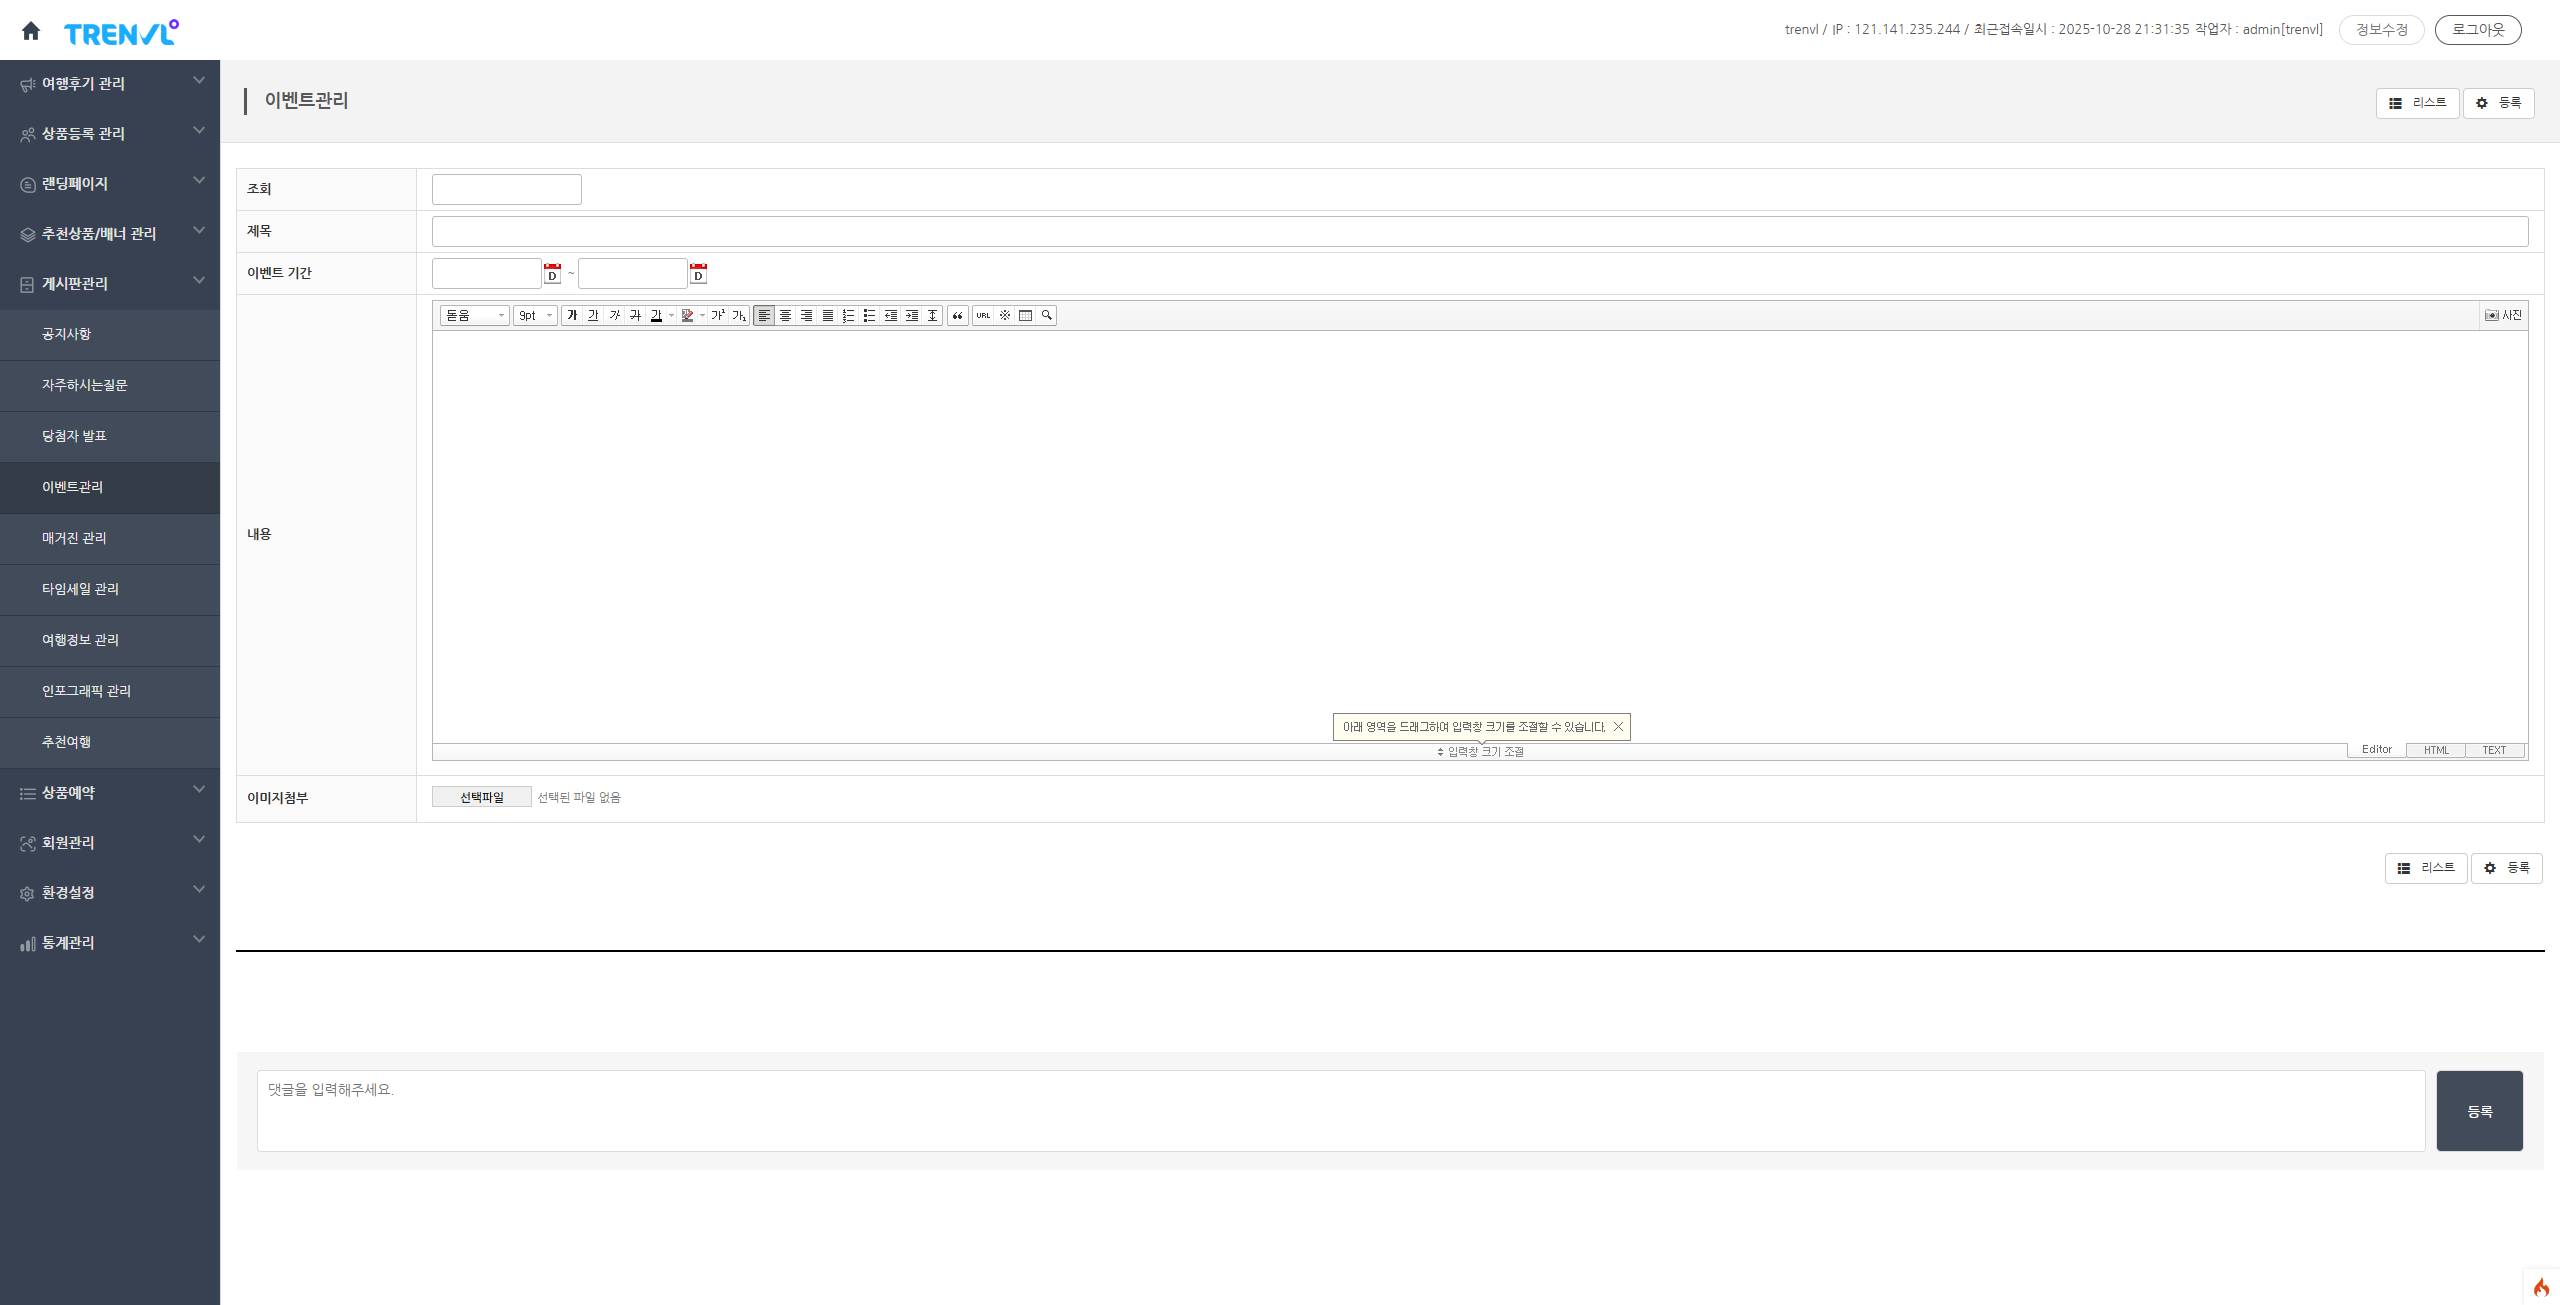 TRENVL
trenvl / IP : 121.141.235.244 / 최근접속일시 : 2025-10-28 21:31:35 작업자 : admin[trenvl]
정보수정
로그아웃
여행후기 관리
상품등록 관리
랜딩페이지
추천상품/배너 관리
게시판관리
공지사항
자주하시는질문
당첨자 발표
이벤트관리
매거진 관리
타임세일 관리
여행정보 관리
인포그래픽 관리
추천여행
상품예약
회원관리
환경설정
통계관리
이벤트관리
리스트
등록
조회
제목
이벤트 기간
D ~ D
내용
돋움 9pt 가 가 가 가 가 가¹ 가₁ URL ※
사진
아래 영역을 드래그하여 입력창 크기를 조절할 수 있습니다.
입력창 크기 조절
Editor HTML TEXT
이미지첨부
선택파일 선택된 파일 없음
리스트
등록
댓글을 입력해주세요.
등록